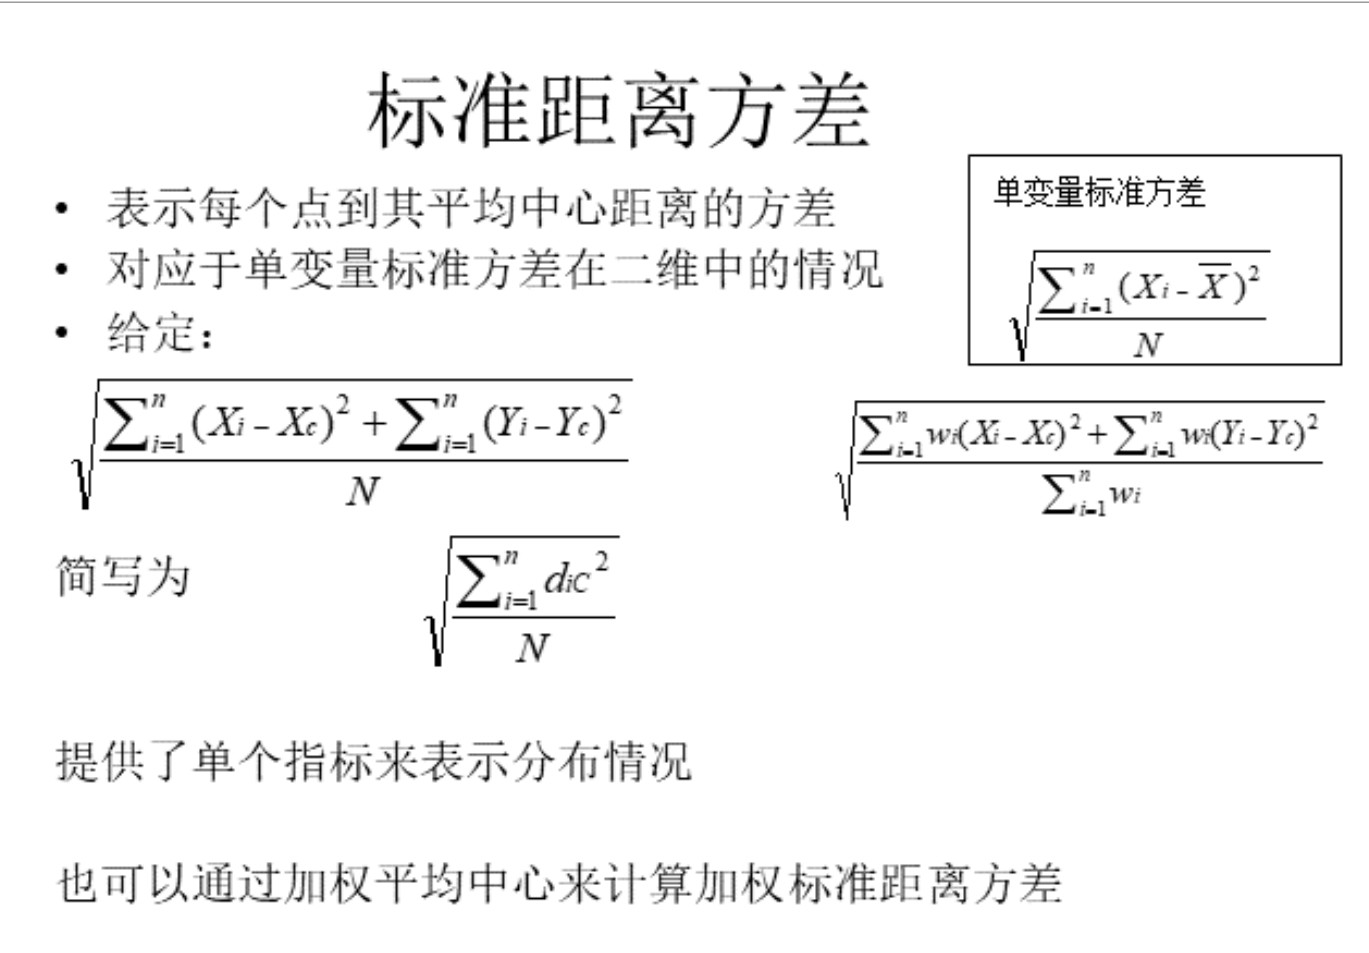 标准距离方差
• 表示每个点到其平均中心距离的方差
• 对应于单变量标准方差在二维中的情况
• 给定：
单变量标准方差
\sqrt{\frac{\sum_{i=1}^{n}(X_i-\overline{X})^2}{N}}
\sqrt{\frac{\sum_{i=1}^{n}(X_i-X_c)^2+\sum_{i=1}^{n}(Y_i-Y_c)^2}{N}}
\sqrt{\frac{\sum_{i=1}^{n}w_i(X_i-X_c)^2+\sum_{i=1}^{n}w_i(Y_i-Y_c)^2}{\sum_{i=1}^{n}w_i}}
简写为
\sqrt{\frac{\sum_{i=1}^{n}d_{iC}^2}{N}}
提供了单个指标来表示分布情况
也可以通过加权平均中心来计算加权标准距离方差